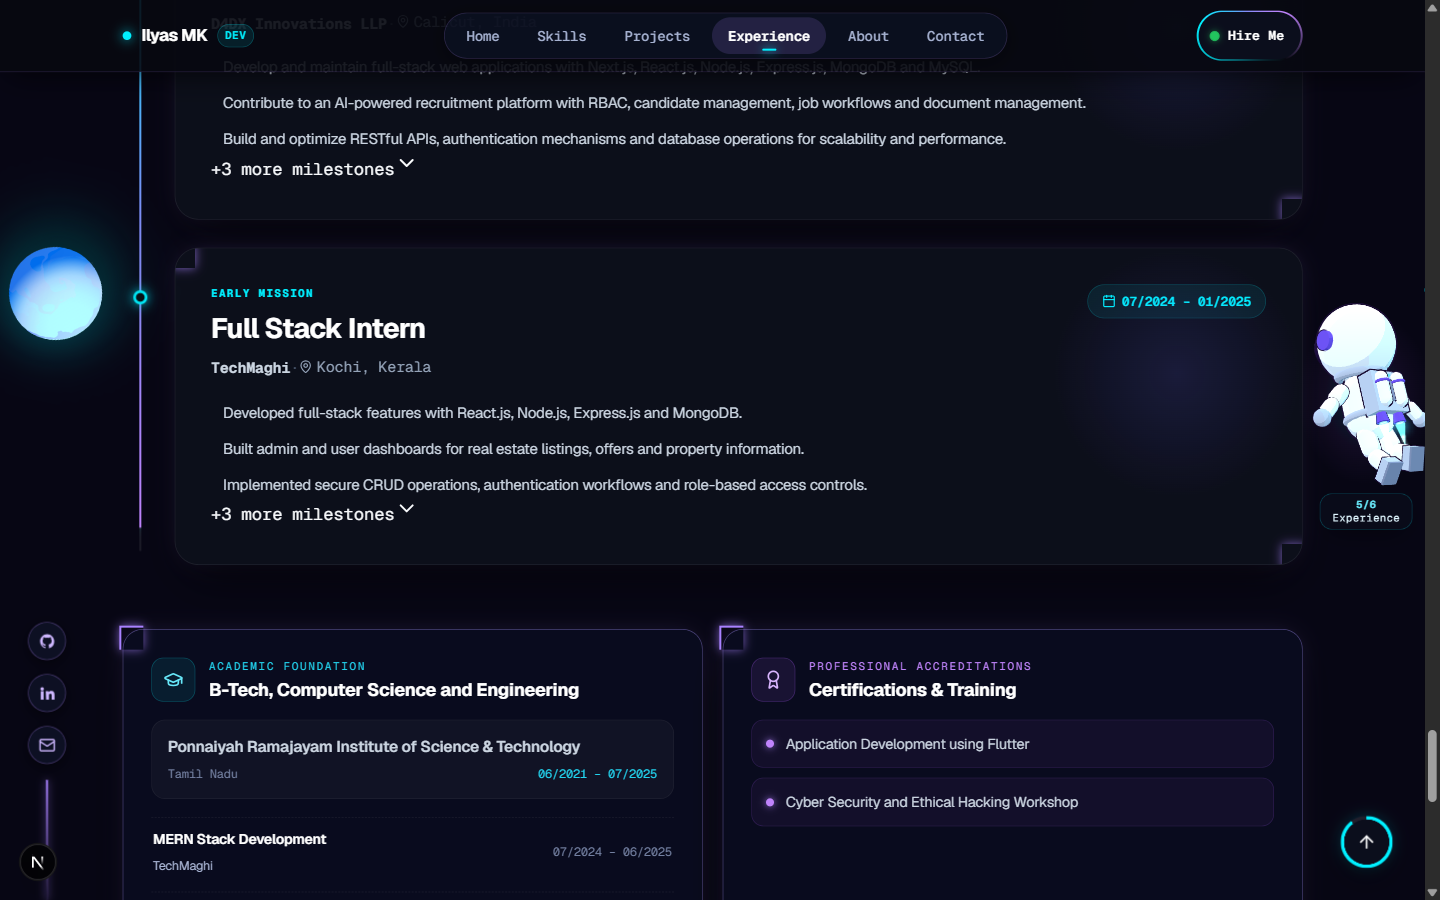 D4DX Innovations LLP · Calicut, India
Ilyas MK DEV
Home Skills Projects Experience About Contact
Hire Me
Develop and maintain full-stack web applications with Next.js, React.js, Node.js, Express.js, MongoDB and MySQL.
Contribute to an AI-powered recruitment platform with RBAC, candidate management, job workflows and document management.
Build and optimize RESTful APIs, authentication mechanisms and database operations for scalability and performance.
+3 more milestones
EARLY MISSION
07/2024 – 01/2025
Full Stack Intern
TechMaghi · Kochi, Kerala
Developed full-stack features with React.js, Node.js, Express.js and MongoDB.
Built admin and user dashboards for real estate listings, offers and property information.
Implemented secure CRUD operations, authentication workflows and role-based access controls.
+3 more milestones
5/6
Experience
ACADEMIC FOUNDATION
B-Tech, Computer Science and Engineering
Ponnaiyah Ramajayam Institute of Science & Technology
Tamil Nadu 06/2021 – 07/2025
MERN Stack Development
TechMaghi
07/2024 – 06/2025
PROFESSIONAL ACCREDITATIONS
Certifications & Training
Application Development using Flutter
Cyber Security and Ethical Hacking Workshop
in
N